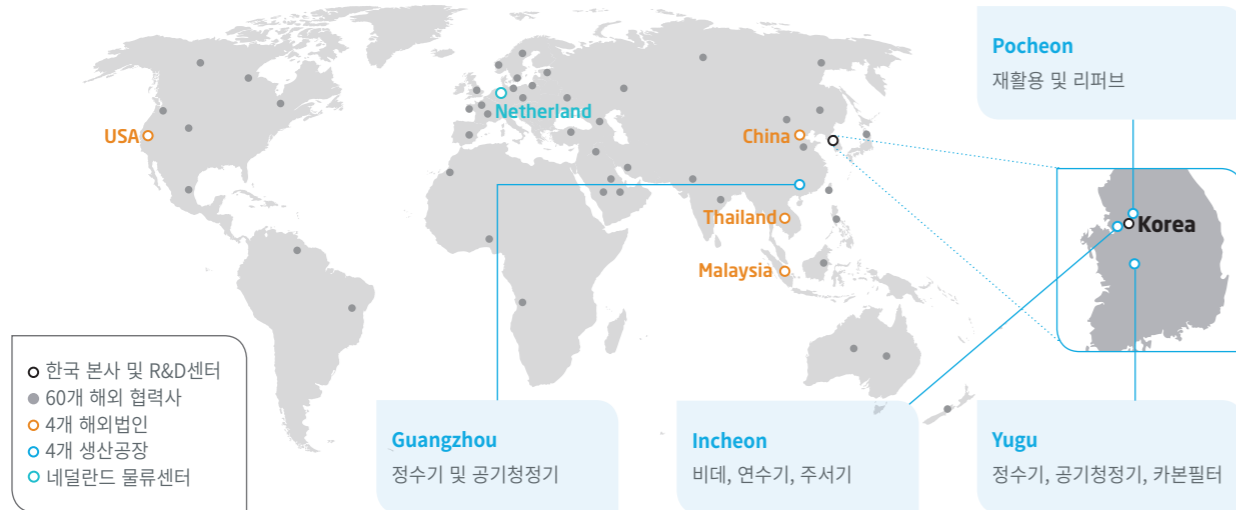 Pocheon
재활용 및 리퍼브
Netherland
USA
China
Thailand
Malaysia
Korea
한국 본사 및 R&D센터
60개 해외 협력사
4개 해외법인
4개 생산공장
네덜란드 물류센터
Guangzhou
정수기 및 공기청정기
Incheon
비데, 연수기, 주서기
Yugu
정수기, 공기청정기, 카본필터